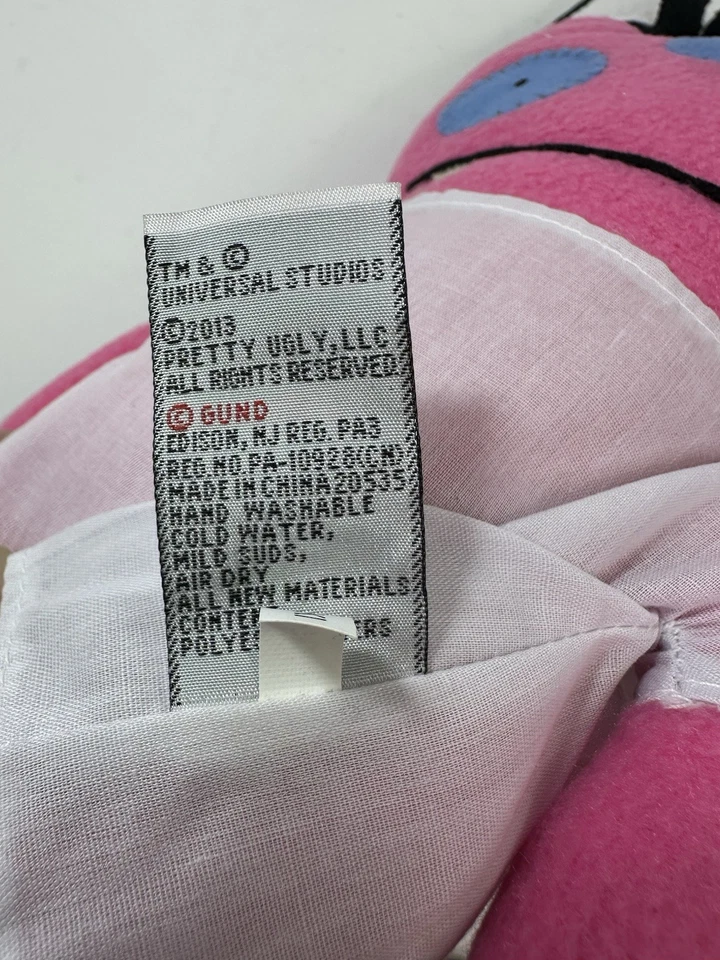 TM & ©
UNIVERSAL STUDIOS
©2013
PRETTY UGLY,LLC
ALL RIGHTS RESERVED
© GUND
EDISON, NJ REG. PA3
REG NO.PA-10928(CN)
MADE IN CHINA 20535
HAND WASHABLE
COLD WATER,
MILD SUDS,
AIR DRY
ALL NEW MATERIALS